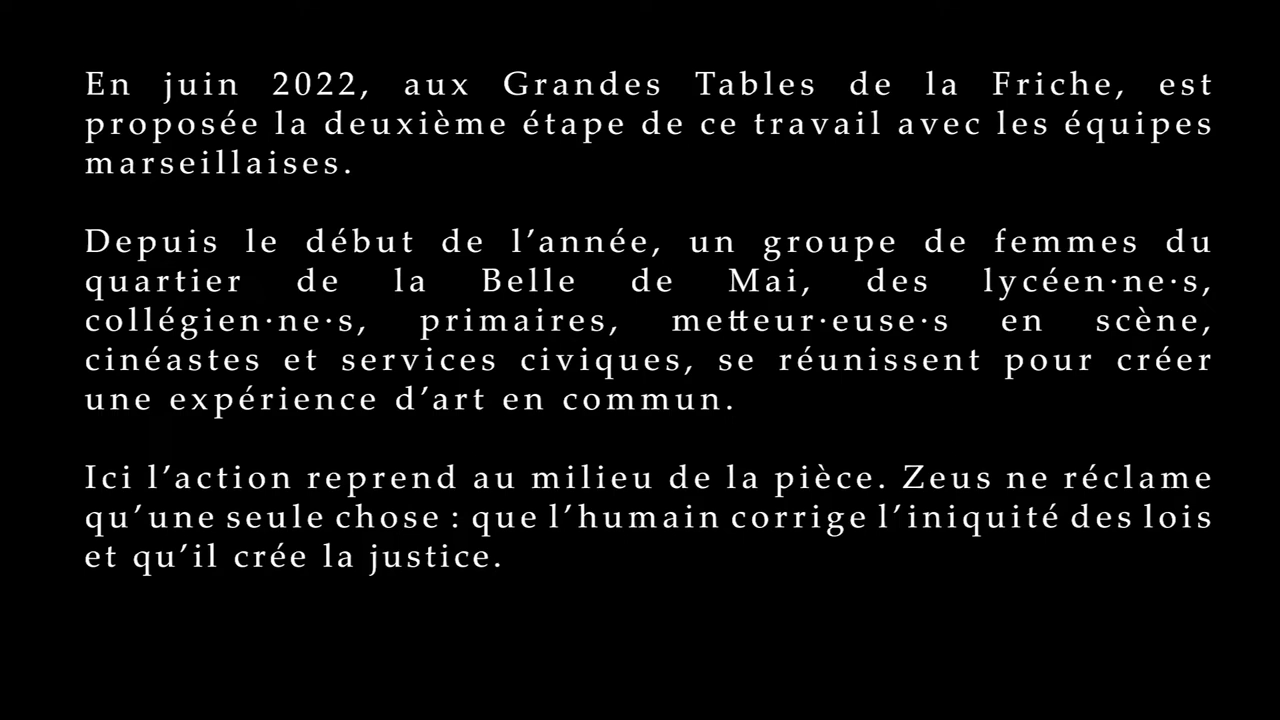 En juin 2022, aux Grandes Tables de la Friche, est
proposée la deuxième étape de ce travail avec les équipes
marseillaises.
Depuis le début de l’année, un groupe de femmes du
quartier de la Belle de Mai, des lycéen·ne·s,
collégien·ne·s, primaires, metteur·euse·s en scène,
cinéastes et services civiques, se réunissent pour créer
une expérience d’art en commun.
Ici l’action reprend au milieu de la pièce. Zeus ne réclame
qu’une seule chose : que l’humain corrige l’iniquité des lois
et qu’il crée la justice.